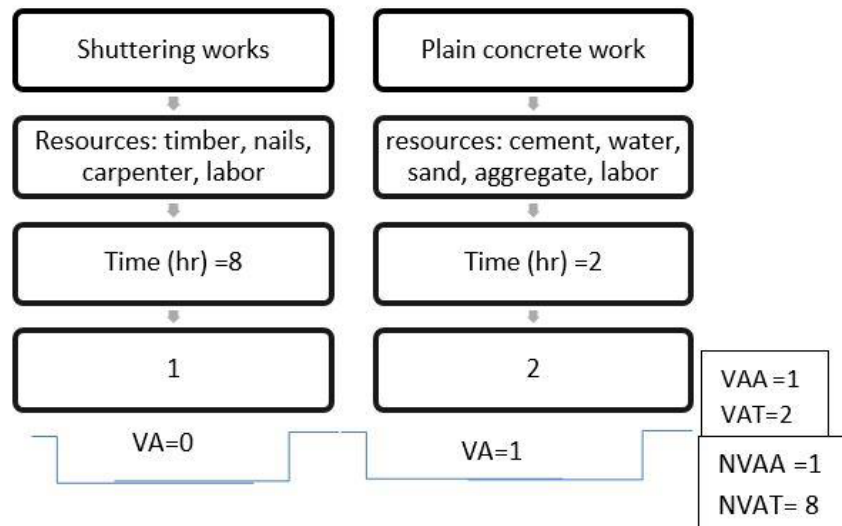 Shuttering works
Resources: timber, nails,
carpenter, labor
Time (hr) =8
1
VA=0
Plain concrete work
resources: cement, water,
sand, aggregate, labor
Time (hr) =2
2
VA=1
VAA =1
VAT=2
NVAA =1
NVAT= 8